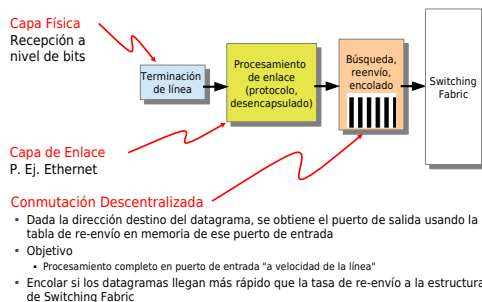 Capa Física
Recepción a
nivel de bits
Terminación
de línea
Procesamiento
de enlace
(protocolo,
desencapsulado)
Búsqueda,
reenvío,
encolado
Switching
Fabric
Capa de Enlace
P. Ej. Ethernet
Conmutación Descentralizada
Dada la dirección destino del datagrama, se obtiene el puerto de salida usando la
tabla de re-envío en memoria de ese puerto de entrada
Objetivo
Procesamiento completo en puerto de entrada "a velocidad de la línea"
Encolar si los datagramas llegan más rápido que la tasa de re-envío a la estructura
de Switching Fabric